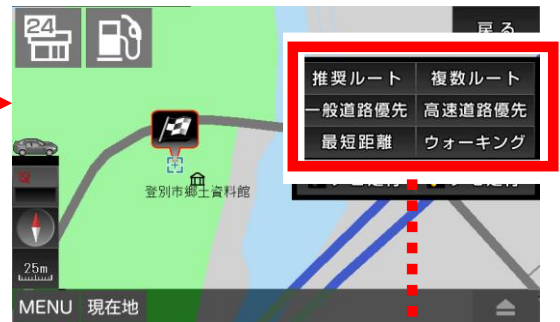 24
戻る
推奨ルート 複数ルート
一般道路優先 高速道路優先
最短距離 ウォーキング
登別市郷土資料館
25m
MENU 現在地